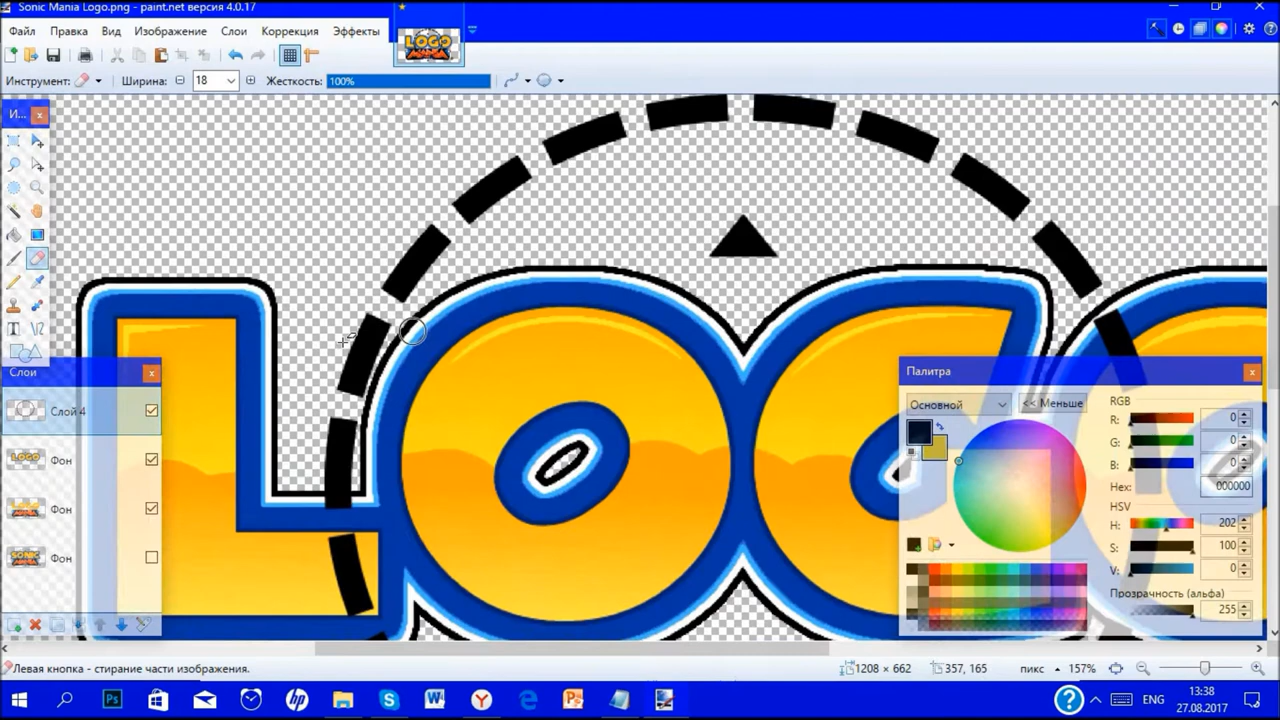 Sonic Mania Logo.png - paint.net версия 4.0.17
Файл Правка Вид Изображение Слои Коррекция Эффекты
Инструмент: Ширина: 18 Жесткость: 100%
И...
Слои
Слой 4
Фон
Фон
Фон
LOGO
Палитра
Основной << Меньше
RGB
R: 0
G: 0
B: 0
Hex: 000000
HSV
H: 202
S: 100
V: 0
Прозрачность (альфа)
255
Левая кнопка - стирание части изображения. 1208 × 662 357, 165 пикс 157%
Ps hp S W Y e P ? ENG 13:38
27.08.2017